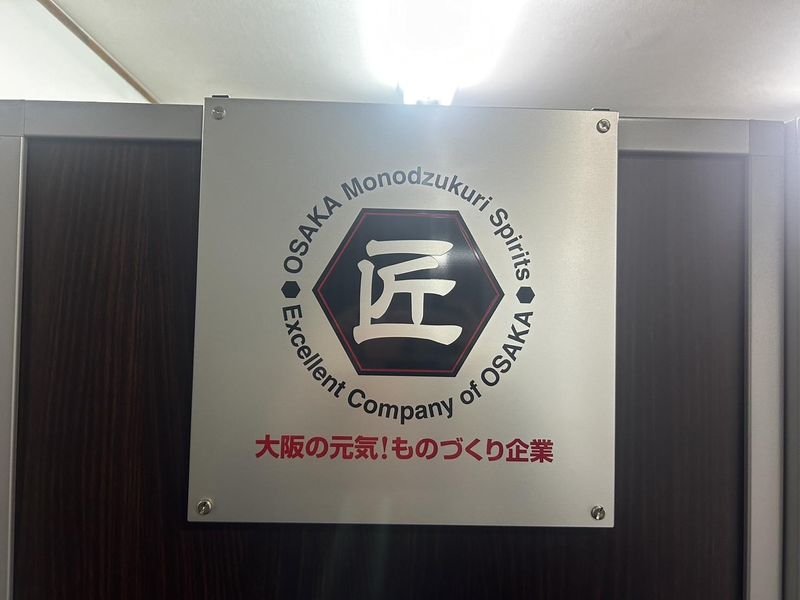 OSAKA Monodzukuri Spirits
匠
Excellent Company of OSAKA
大阪の元気!ものづくり企業